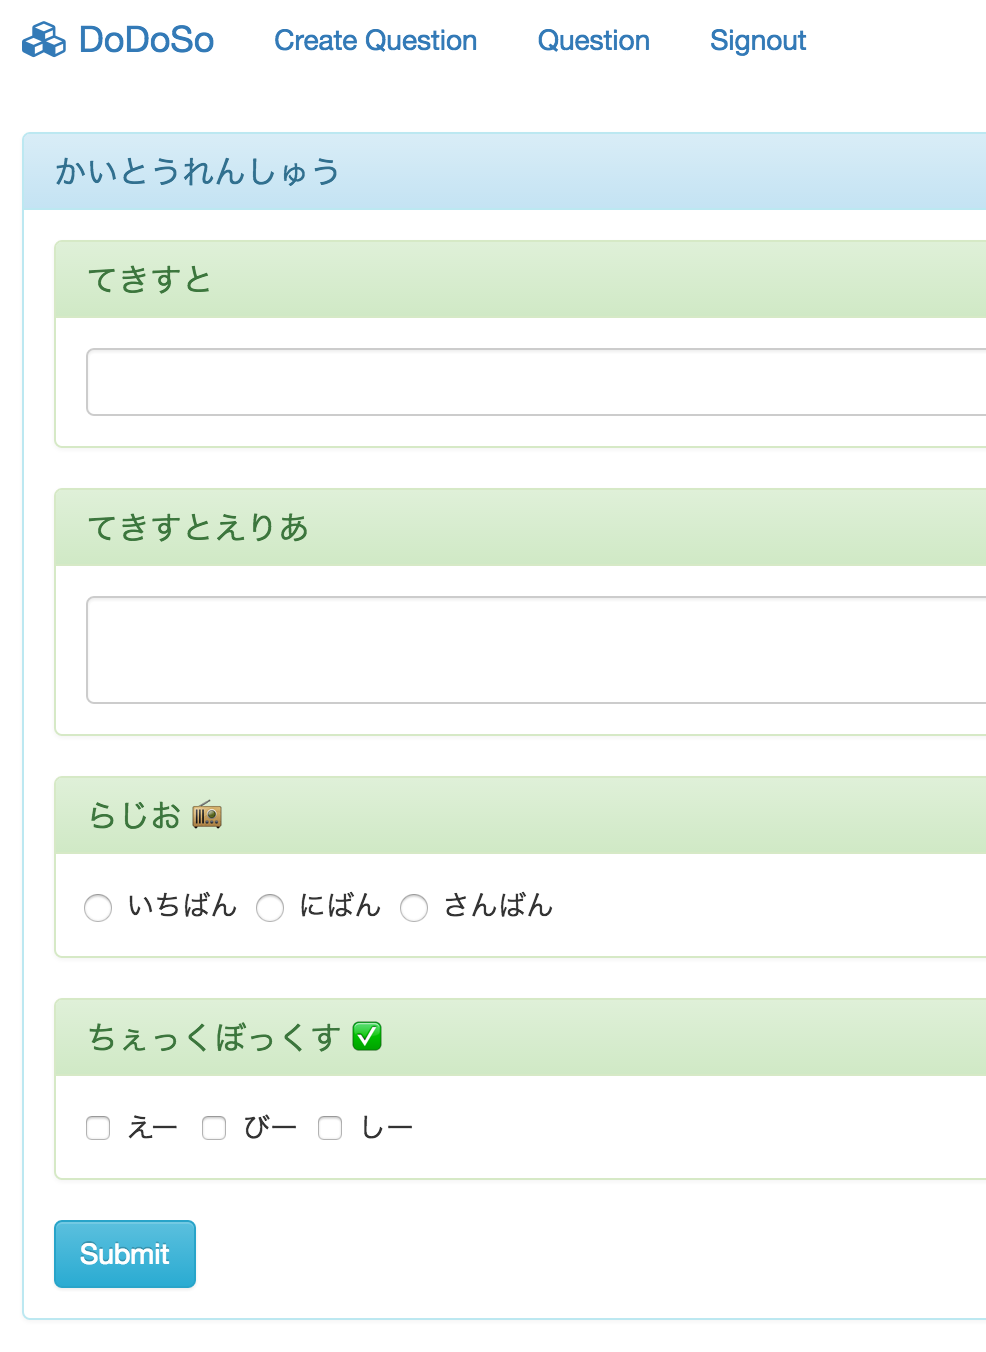 DoDoSo Create Question Question Signout
かいとうれんしゅう
てきすと
てきすとえりあ
らじお 📻
いちばん にばん さんばん
ちぇっくぼっくす ✅
えー びー しー
Submit